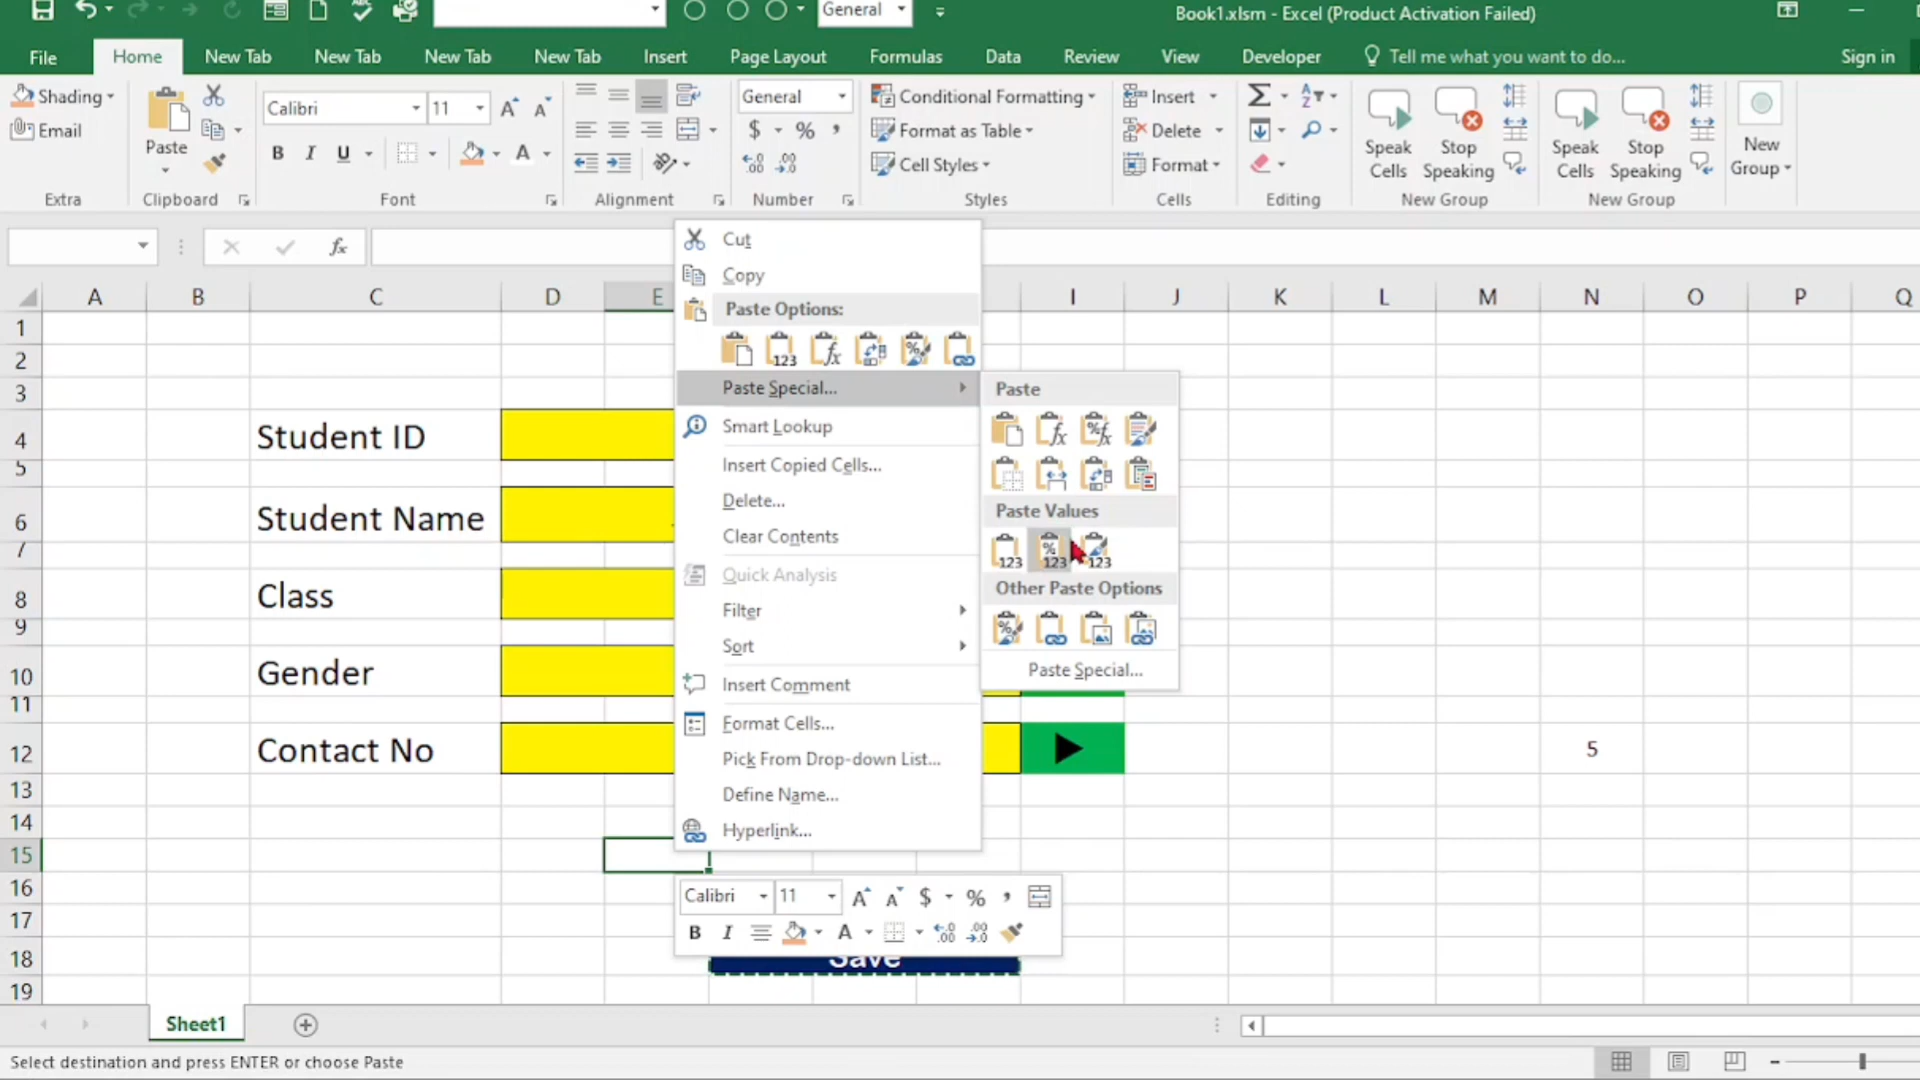 General
Book1.xlsm - Excel (Product Activation Failed)
File Home New Tab New Tab New Tab New Tab Insert Page Layout Formulas Data Review View Developer Tell me what you want to do... Sign in
Shading
Email
Extra
Paste
Clipboard
Calibri 11
B I U A
Font
Alignment
General
$ % ,
Number
Conditional Formatting
Format as Table
Cell Styles
Styles
Insert
Delete
Format
Cells
Editing
Speak Cells
Stop Speaking
New Group
Speak Cells
Stop Speaking
New Group
New Group
fx
A B C D E I J K L M N O P Q
1
2
3
4 Student ID
5
6 Student Name
7
8 Class
9
10 Gender
11
12 Contact No 5
13
14
15
16
17
18 Save
19
Cut
Copy
Paste Options:
Paste Special...
Smart Lookup
Insert Copied Cells...
Delete...
Clear Contents
Quick Analysis
Filter
Sort
Insert Comment
Format Cells...
Pick From Drop-down List...
Define Name...
Hyperlink...
Paste
Paste Values
Other Paste Options
Paste Special...
Calibri 11 A A $ % ,
B I A
Sheet1
Select destination and press ENTER or choose Paste